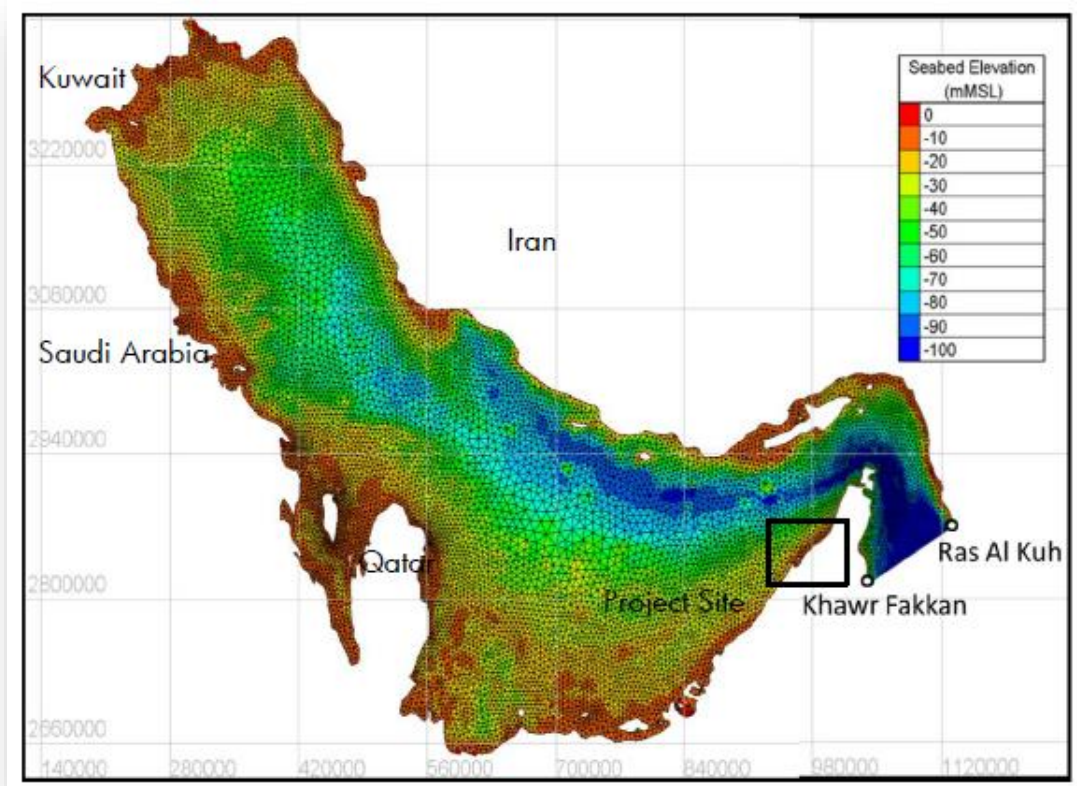 Kuwait
Seabed Elevation
(mMSL)
0
-10
-20
-30
-40
-50
-60
-70
-80
-90
-100
3220000
Iran
3080000
Saudi Arabia
2940000
Qatar
Ras Al Kuh
2800000
Project Site
Khawr Fakkan
2660000
140000
280000
420000
560000
700000
840000
980000
1120000